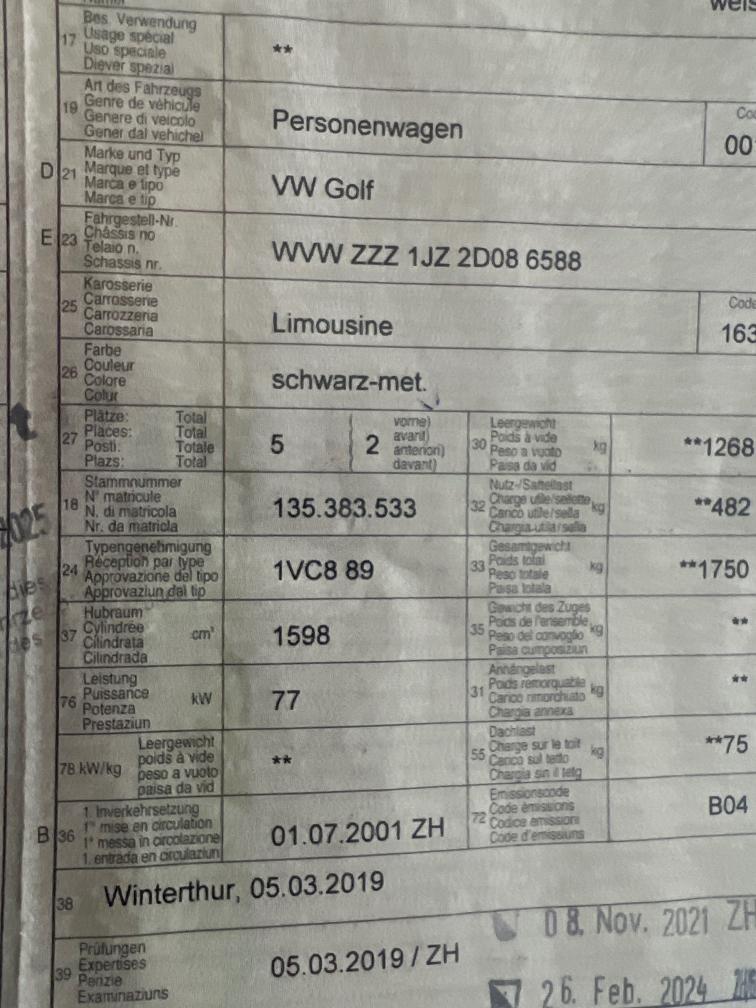 17 Bes. Verwendung
Usage spécial
Uso speciale
Diever spezial
**
19 Art des Fahrzeugs
Genre de véhicule
Genere di veicolo
Gener dal vehichel
Personenwagen
00
D 21 Marke und Typ
Marque et type
Marca e tipo
Marca e tip
VW Golf
E 23 Fahrgestell-Nr.
Châssis no
Telaio n.
Schassis nr.
WVW ZZZ 1JZ 2D08 6588
25 Karosserie
Carrosserie
Carrozzeria
Carossaria
Limousine
Code
163
26 Farbe
Couleur
Colore
Colur
schwarz-met.
27 Plätze: Total
Places: Total
Posti: Totale
Plazs: Total
5
2
vorne)
avant)
anteriori)
davant)
30 Leergewicht
Poids à vide
Peso a vuoto
Paisa da vid
kg
**1268
18 Stammnummer
N° matricule
N. di matricola
Nr. da matricla
135.383.533
32 Nutz-/Sattellast
Charge utile/sellette
Carico utile/sella
Chargia utila/sella
kg
**482
24 Typengenehmigung
Réception par type
Approvazione del tipo
Approvaziun dal tip
1VC8 89
33 Gesamtgewicht
Poids total
Peso totale
Paisa totala
kg
**1750
37 Hubraum
Cylindrée
Cilindrata
Cilindrada
cm³
1598
35 Gewicht des Zuges
Poids de l'ensemble
Peso del convoglio
Paisa cumposiziun
kg
**
76 Leistung
Puissance
Potenza
Prestaziun
kW
77
31 Anhängelast
Poids remorquable
Carico rimorchiato
Chargia annexa
kg
**
78 kW/kg
Leergewicht
poids à vide
peso a vuoto
paisa da vid
**
55 Dachlast
Charge sur le toit
Carico sul tetto
Chargia sin il tetg
kg
**75
B 36 1. Inverkehrsetzung
1re mise en circulation
1a messa in circolazione
1. entrada en circulaziun
01.07.2001 ZH
72 Emissionscode
Code émissions
Codice emissioni
Code d'emissiuns
B04
38 Winterthur, 05.03.2019
08. Nov. 2021 ZH
39 Prüfungen
Expertises
Perizie
Examinaziuns
05.03.2019 / ZH
26. Feb. 2024
2025
dies
des